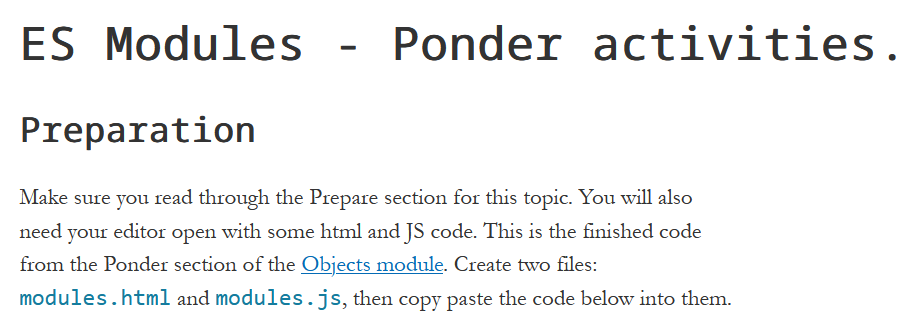 ES Modules - Ponder activities.
Preparation
Make sure you read through the Prepare section for this topic. You will also
need your editor open with some html and JS code. This is the finished code
from the Ponder section of the Objects module. Create two files:
modules.html and modules.js, then copy paste the code below into them.